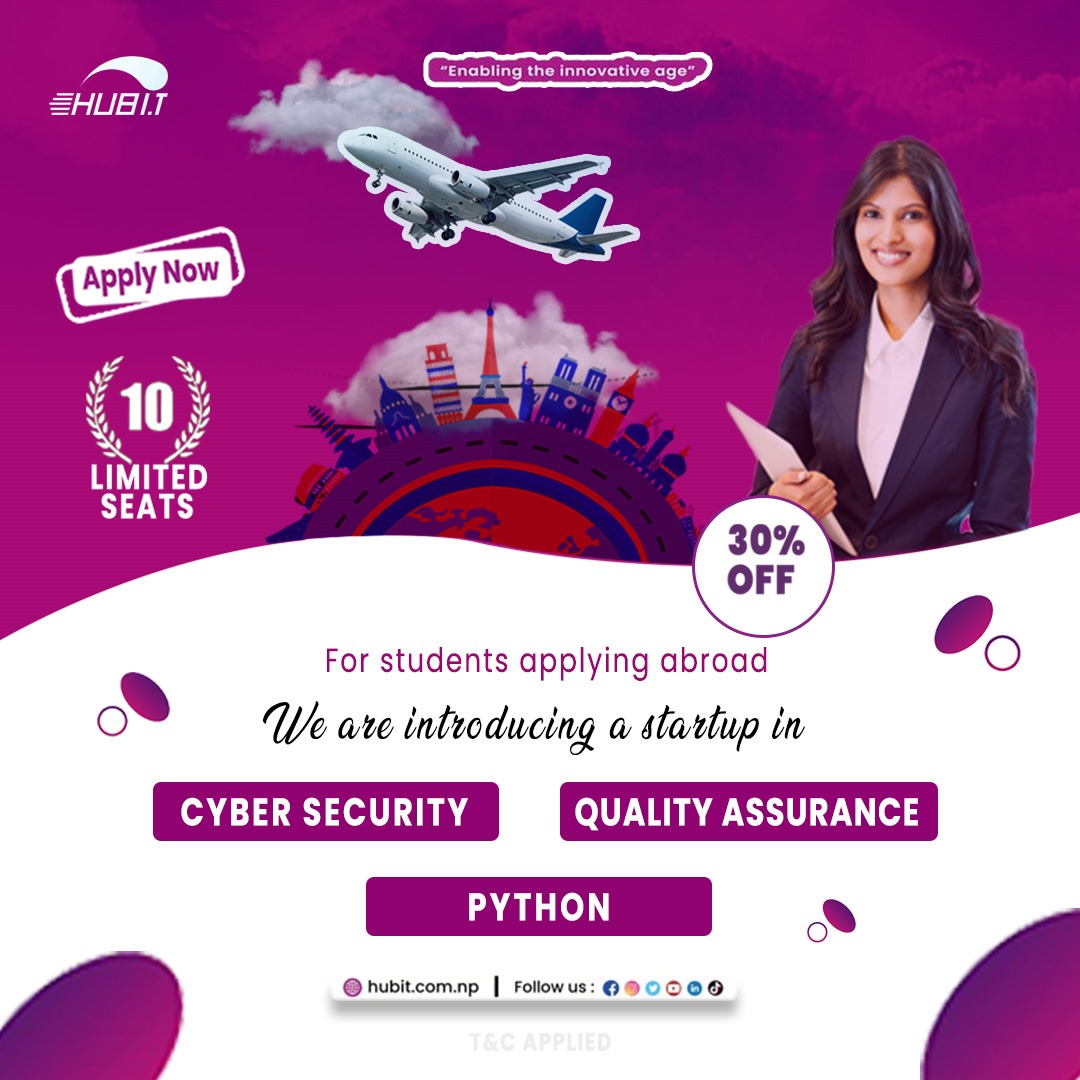 HUB I.T
“Enabling the innovative age”
Apply Now
10
LIMITED
SEATS
30%
OFF
For students applying abroad
We are introducing a startup in
CYBER SECURITY
QUALITY ASSURANCE
PYTHON
hubit.com.np | Follow us :
T&C APPLIED